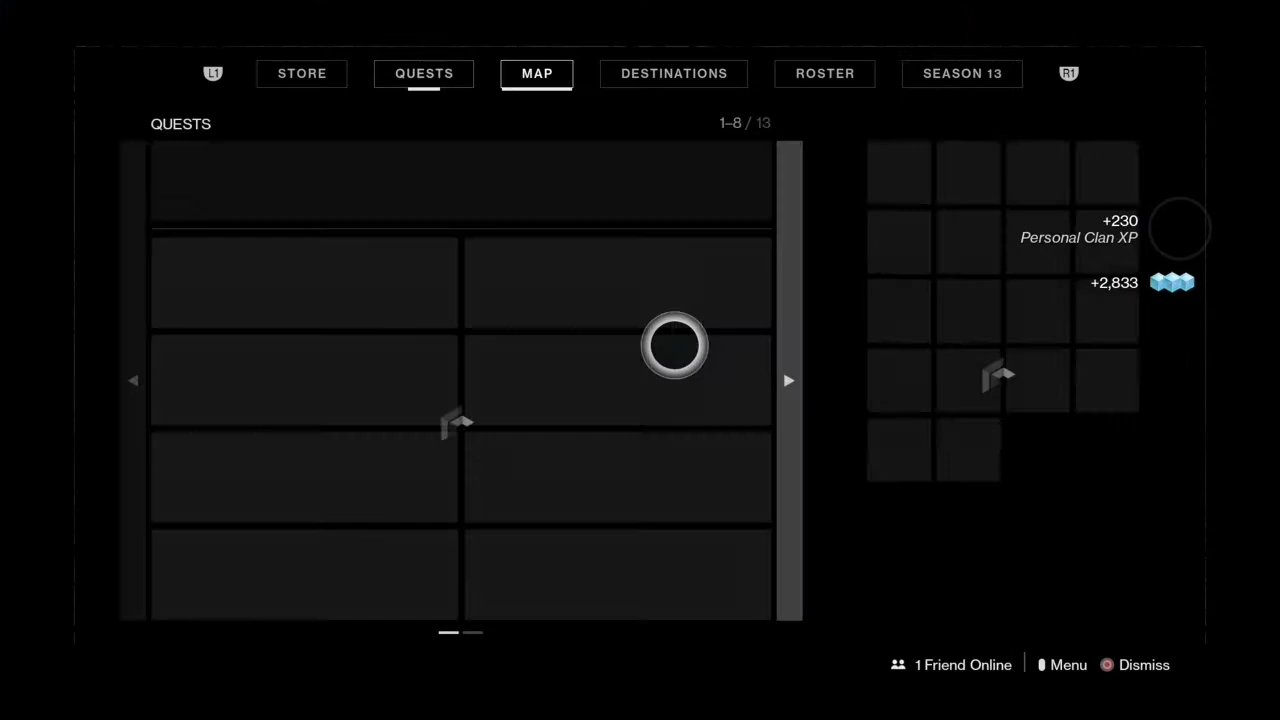 L1 STORE QUESTS MAP DESTINATIONS ROSTER SEASON 13 R1
QUESTS 1–8 / 13
+230
Personal Clan XP
+2,833
1 Friend Online Menu Dismiss